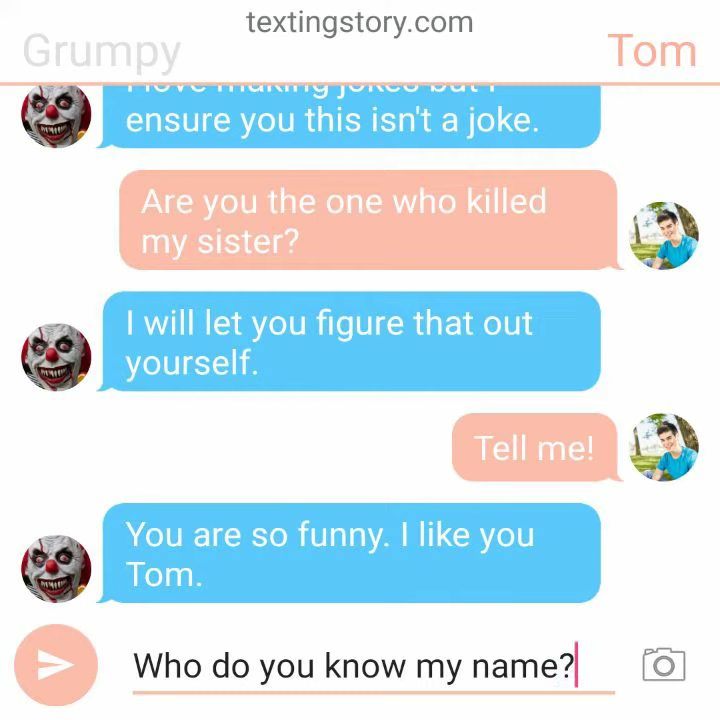 textingstory.com
Grumpy
Tom
I love making jokes but I
ensure you this isn't a joke.
Are you the one who killed
my sister?
I will let you figure that out
yourself.
Tell me!
You are so funny. I like you
Tom.
Who do you know my name?